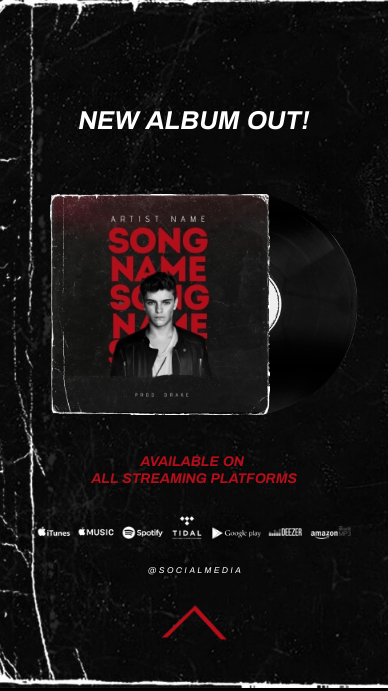 NEW ALBUM OUT!
ARTIST NAME
SONG
NAME
SONG
NAME
PROD. DRAKE
AVAILABLE ON
ALL STREAMING PLATFORMS
iTunes MUSIC Spotify TIDAL Google play DEEZER amazon MP3
@SOCIALMEDIA